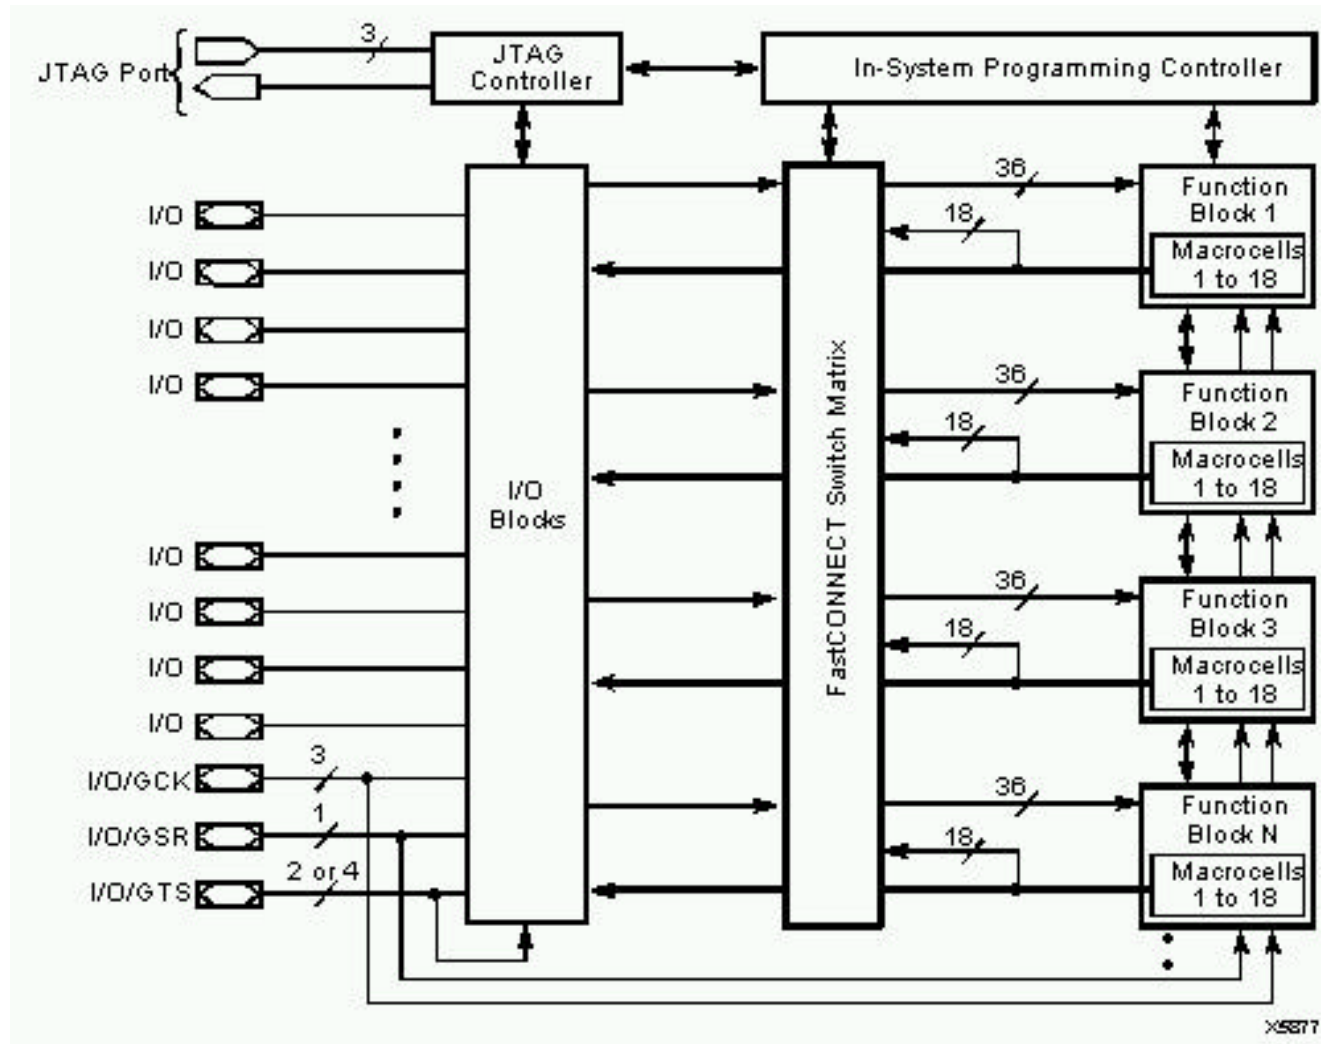 3
JTAG Port
JTAG
Controller
In-System Programming Controller
36
Function
Block 1
I/O
18
Macrocells
1 to 18
I/O
I/O
I/O
36
Function
Block 2
18
Macrocells
1 to 18
I/O
Blocks
FastCONNECT Switch Matrix
I/O
36
Function
Block 3
I/O
18
Macrocells
1 to 18
I/O
I/O
3
I/O/GCK
36
Function
Block N
1
I/O/GSR
18
2 or 4
I/O/GTS
Macrocells
1 to 18
X5877